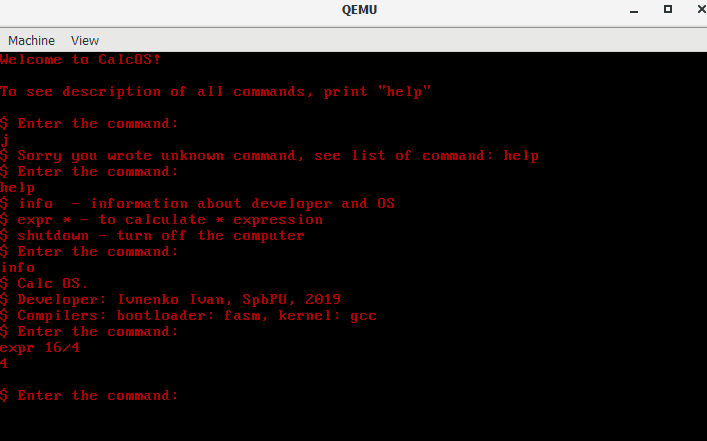 QEMU
Machine View
Welcome to CalcOS!
To see description of all commands, print "help"
$ Enter the command:
j
$ Sorry you wrote unknown command, see list of command: help
$ Enter the command:
help
$ info  - information about developer and OS
$ expr * - to calculate * expression
$ shutdown - turn off the computer
$ Enter the command:
info
$ Calc OS.
$ Developer: Ivnenko Ivan, SpbPU, 2019
$ Compilers: bootloader: fasm, kernel: gcc
$ Enter the command:
expr 16/4
4
$ Enter the command: